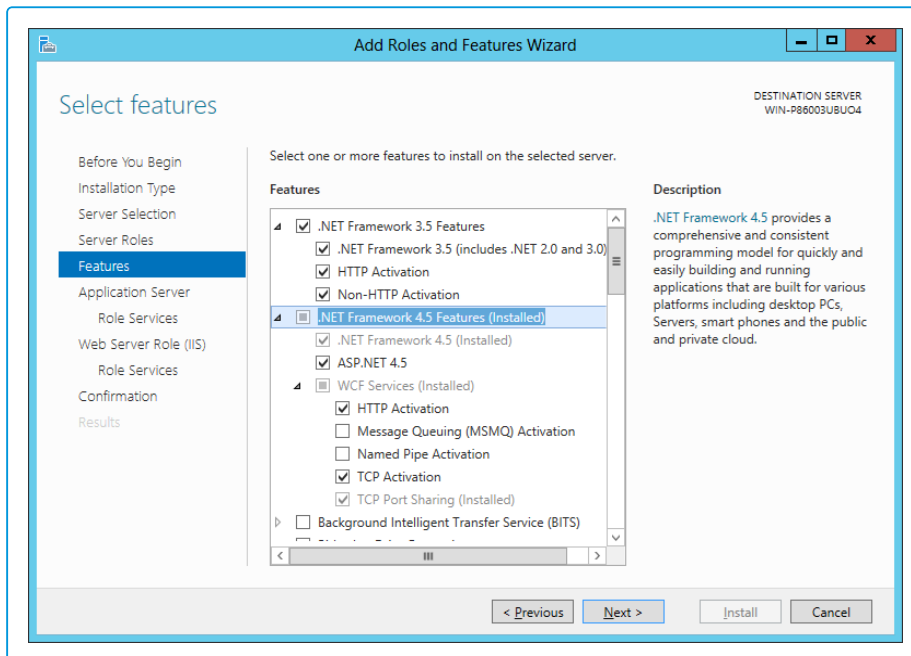 Add Roles and Features Wizard
Select features
DESTINATION SERVER
WIN-P86003UBUO4
Before You Begin
Installation Type
Server Selection
Server Roles
Features
Application Server
Role Services
Web Server Role (IIS)
Role Services
Confirmation
Results
Select one or more features to install on the selected server.
Features
.NET Framework 3.5 Features
.NET Framework 3.5 (includes .NET 2.0 and 3.0)
HTTP Activation
Non-HTTP Activation
.NET Framework 4.5 Features (Installed)
.NET Framework 4.5 (Installed)
ASP.NET 4.5
WCF Services (Installed)
HTTP Activation
Message Queuing (MSMQ) Activation
Named Pipe Activation
TCP Activation
TCP Port Sharing (Installed)
Background Intelligent Transfer Service (BITS)
Description
.NET Framework 4.5 provides a
comprehensive and consistent
programming model for quickly and
easily building and running
applications that are built for various
platforms including desktop PCs,
Servers, smart phones and the public
and private cloud.
< Previous
Next >
Install
Cancel